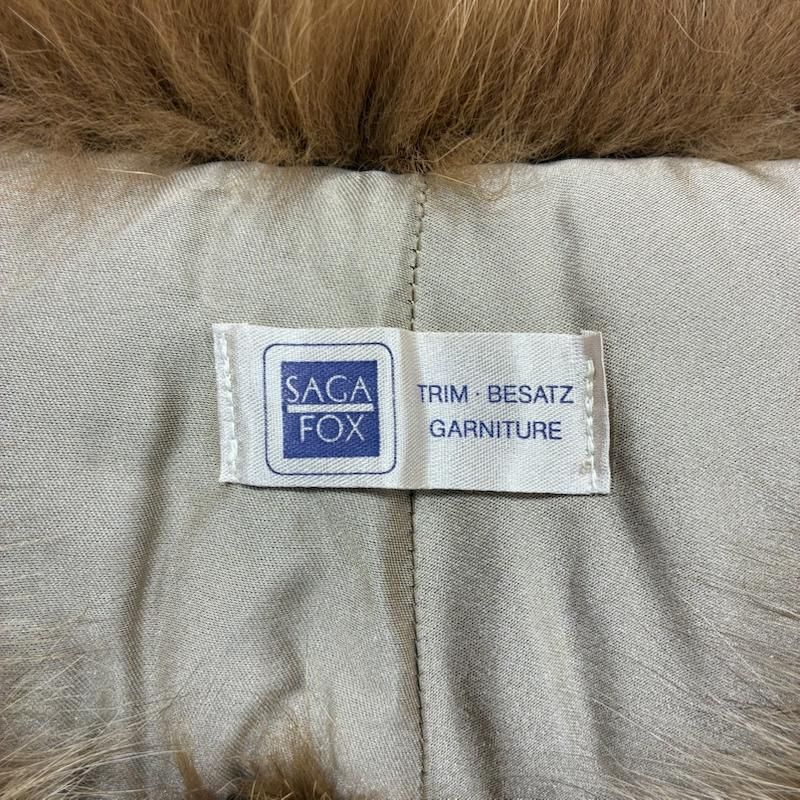 SAGA
FOX
TRIM · BESATZ
GARNITURE